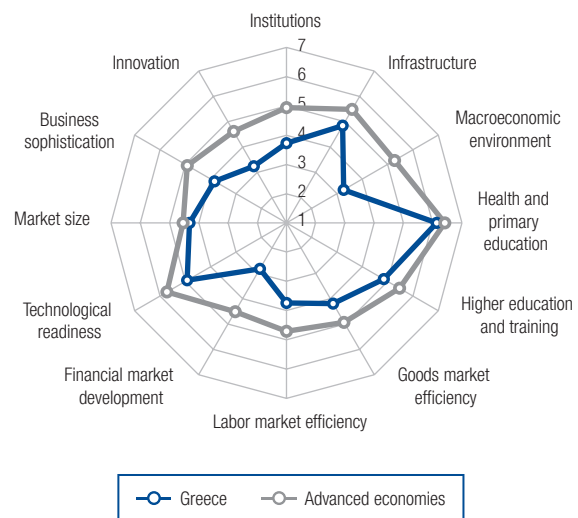 Institutions
7
6
5
4
3
2
1
Infrastructure
Macroeconomic
environment
Health and
primary
education
Higher education
and training
Goods market
efficiency
Labor market efficiency
Financial market
development
Technological
readiness
Market size
Business
sophistication
Innovation
Greece
Advanced economies